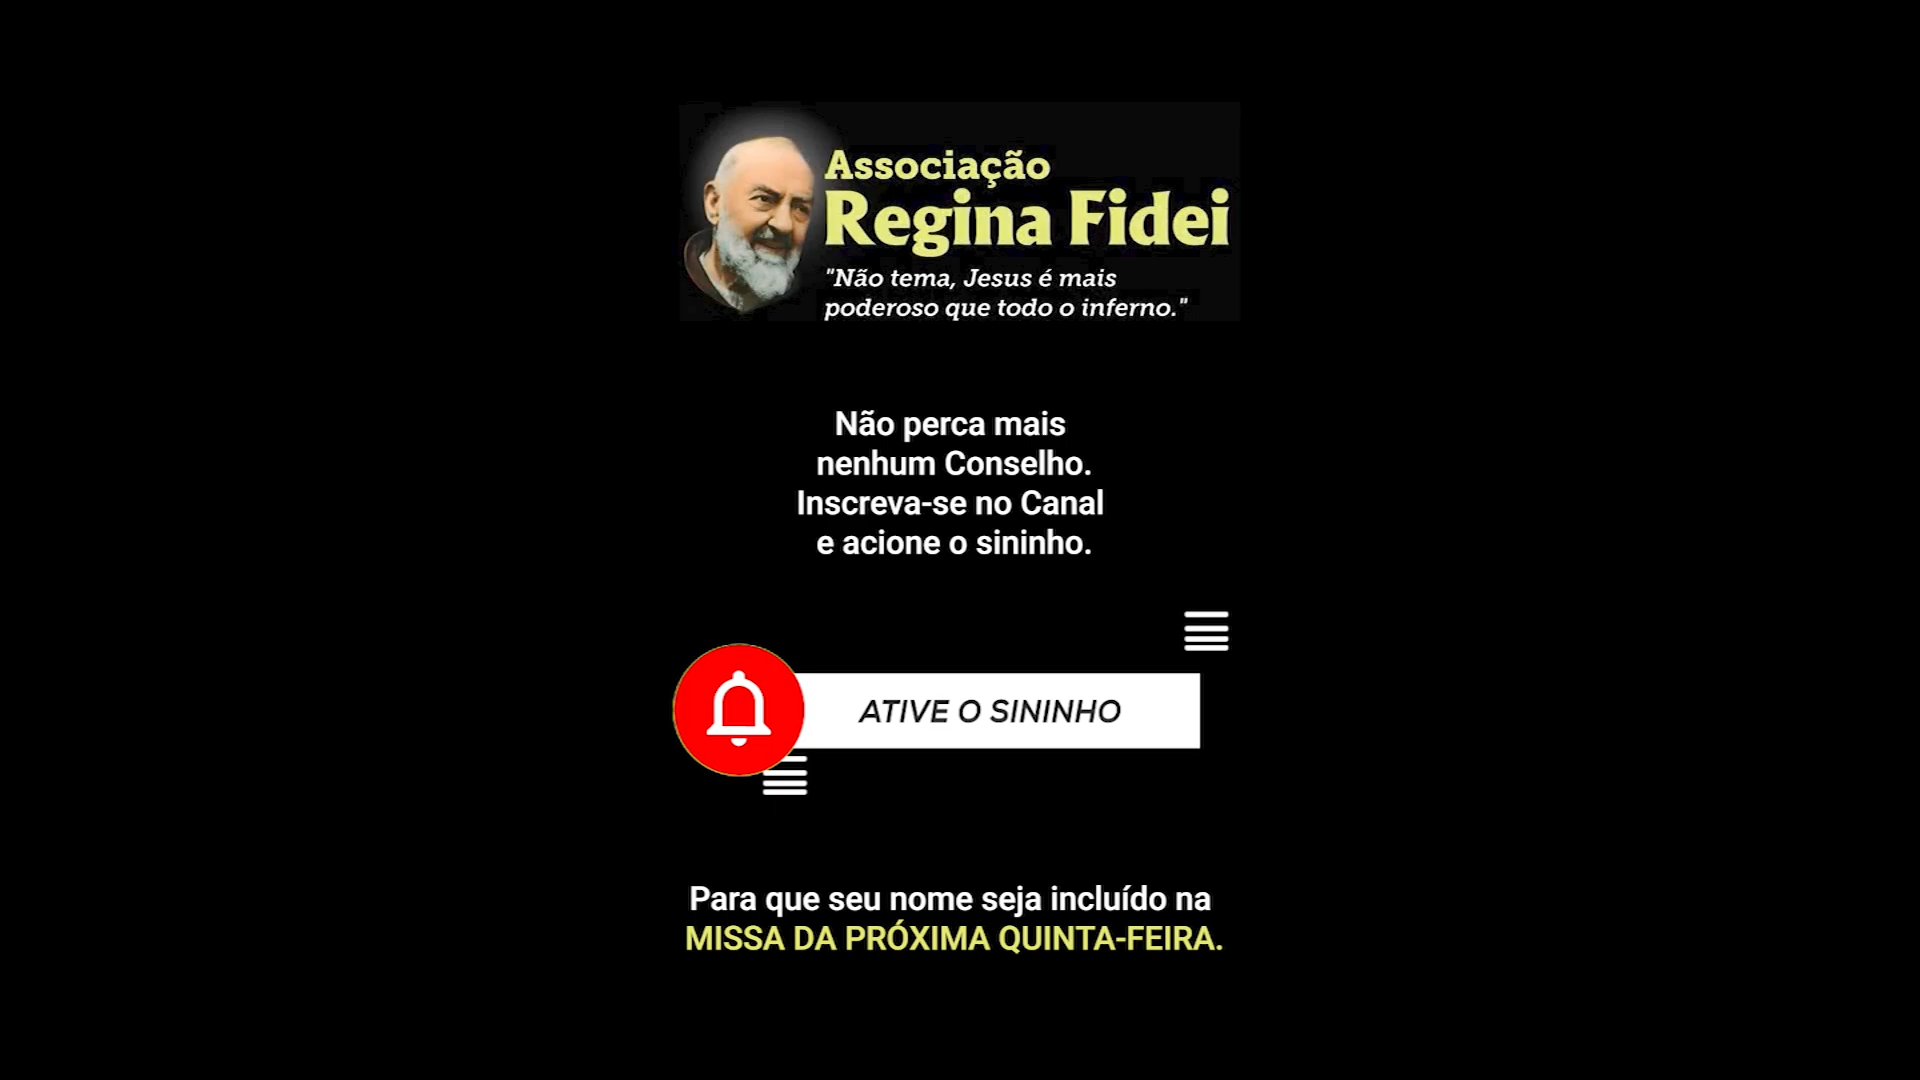 Associação
Regina Fidei
"Não tema, Jesus é mais
poderoso que todo o inferno."
Não perca mais
nenhum Conselho.
Inscreva-se no Canal
e acione o sininho.
ATIVE O SININHO
Para que seu nome seja incluído na
MISSA DA PRÓXIMA QUINTA-FEIRA.